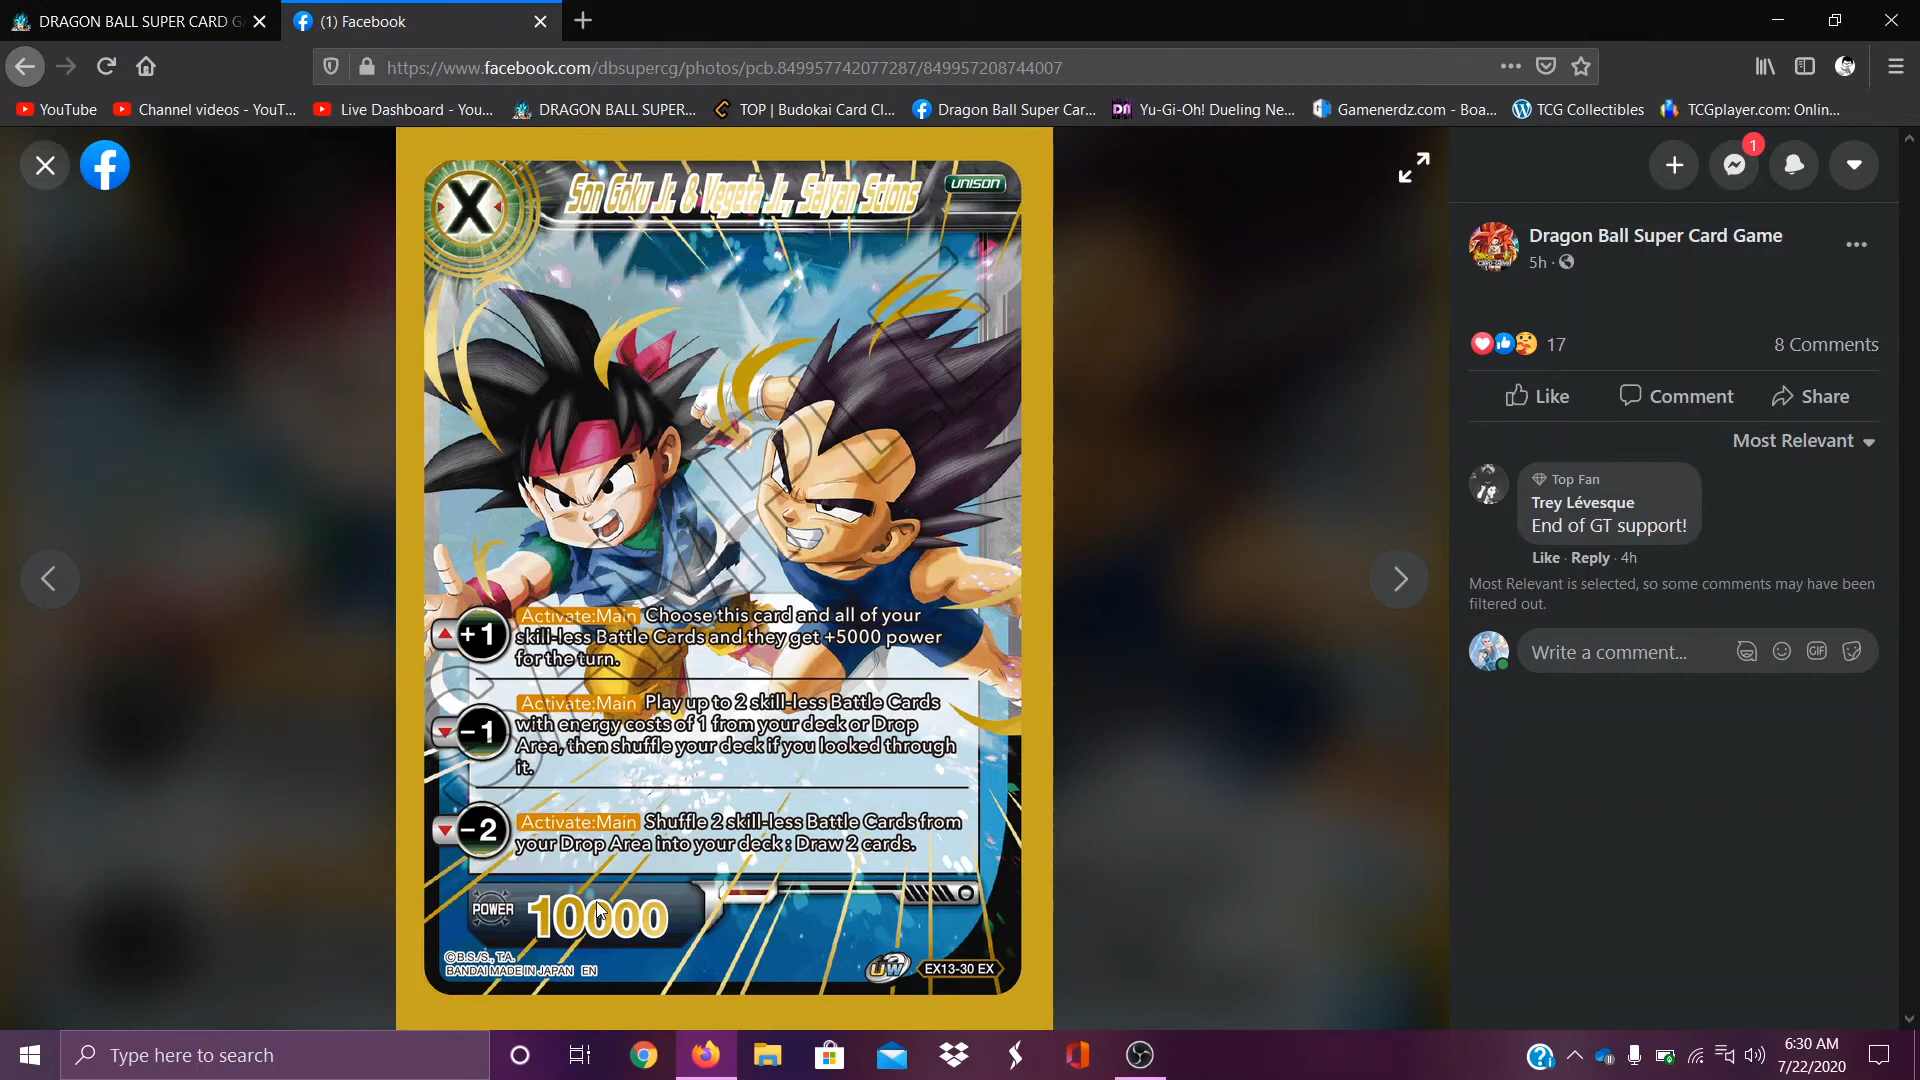 DRAGON BALL SUPER CARD G
(1) Facebook
https://www.facebook.com/dbsupercg/photos/pcb.849957742077287/849957208744007
YouTube
Channel videos - YouT...
Live Dashboard - You...
DRAGON BALL SUPER...
TOP | Budokai Card Cl...
Dragon Ball Super Car...
Yu-Gi-Oh! Dueling Ne...
Gamenerdz.com - Boa...
TCG Collectibles
TCGplayer.com: Onlin...
X
Son Goku Jr. & Vegeta Jr., Saiyan Scions
UNISON
SAMPLE
+1
Activate:Main Choose this card and all of your
skill-less Battle Cards and they get +5000 power
for the turn.
-1
Activate:Main Play up to 2 skill-less Battle Cards
with energy costs of 1 from your deck or Drop
Area, then shuffle your deck if you looked through
it.
-2
Activate:Main Shuffle 2 skill-less Battle Cards from
your Drop Area into your deck : Draw 2 cards.
POWER 10000
©B.S./S., T.A.
BANDAI MADE IN JAPAN EN
UW
EX13-30 EX
1
Dragon Ball Super Card Game
5h ·
17
8 Comments
Like
Comment
Share
Most Relevant
Top Fan
Trey Lévesque
End of GT support!
Like · Reply · 4h
Most Relevant is selected, so some comments may have been
filtered out.
Write a comment...
GIF
Type here to search
6:30 AM
7/22/2020